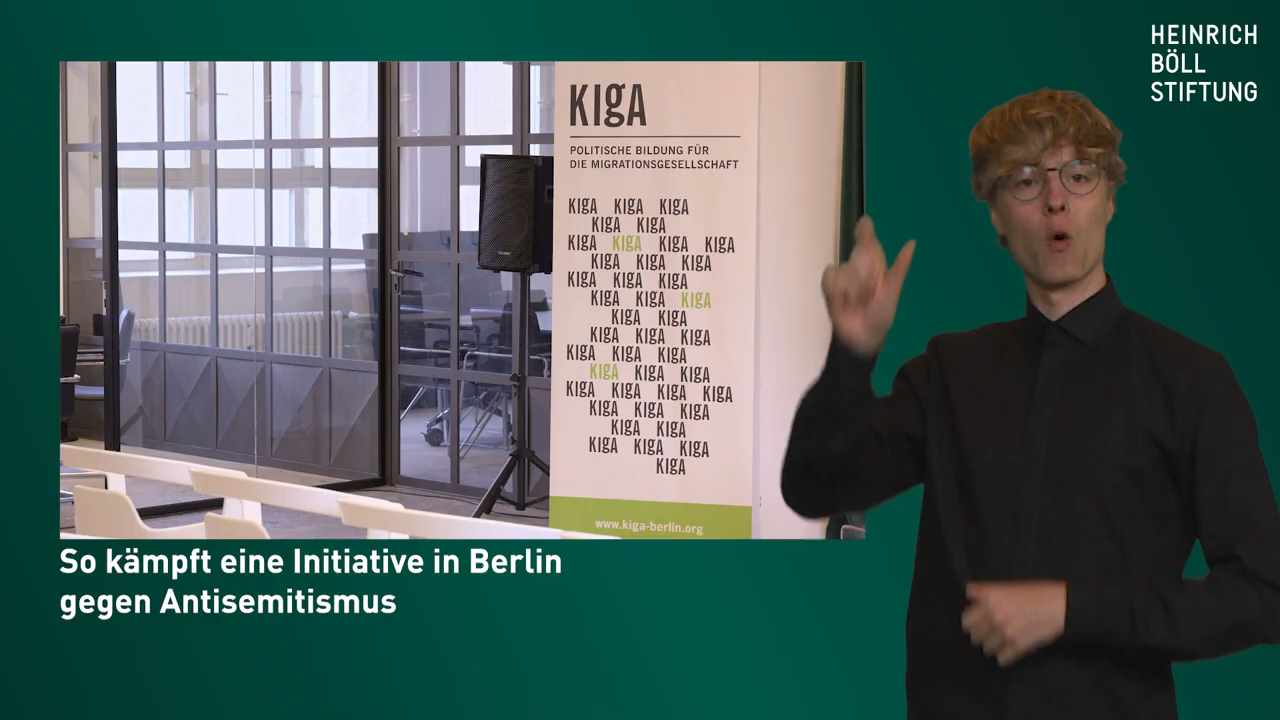 HEINRICH
BÖLL
STIFTUNG
KIgA
POLITISCHE BILDUNG FÜR
DIE MIGRATIONSGESELLSCHAFT
KIgA KIgA KIgA
KIgA KIgA
KIgA KIgA KIgA KIgA
KIgA KIgA KIgA
KIgA KIgA KIgA
KIgA KIgA KIgA
KIgA KIgA
KIgA KIgA KIgA
KIgA KIgA KIgA
KIgA KIgA KIgA
KIgA KIgA KIgA KIgA
KIgA KIgA KIgA
KIgA KIgA
KIgA KIgA KIgA
KIgA
www.kiga-berlin.org
So kämpft eine Initiative in Berlin
gegen Antisemitismus